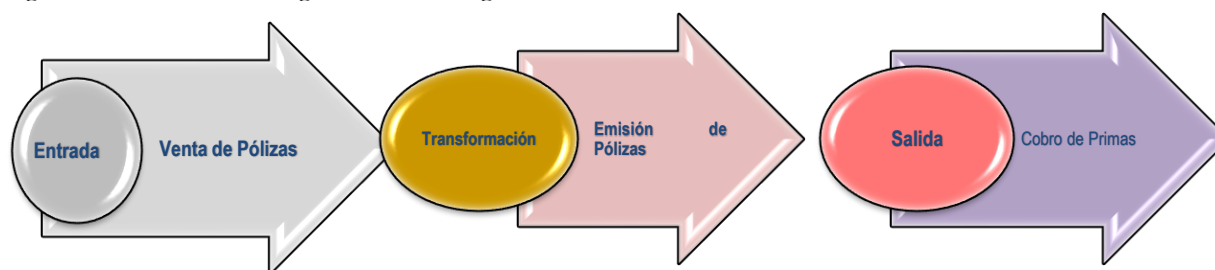 Entrada
Venta de Pólizas
Transformación
Emisión de
Pólizas
Salida
Cobro de Primas